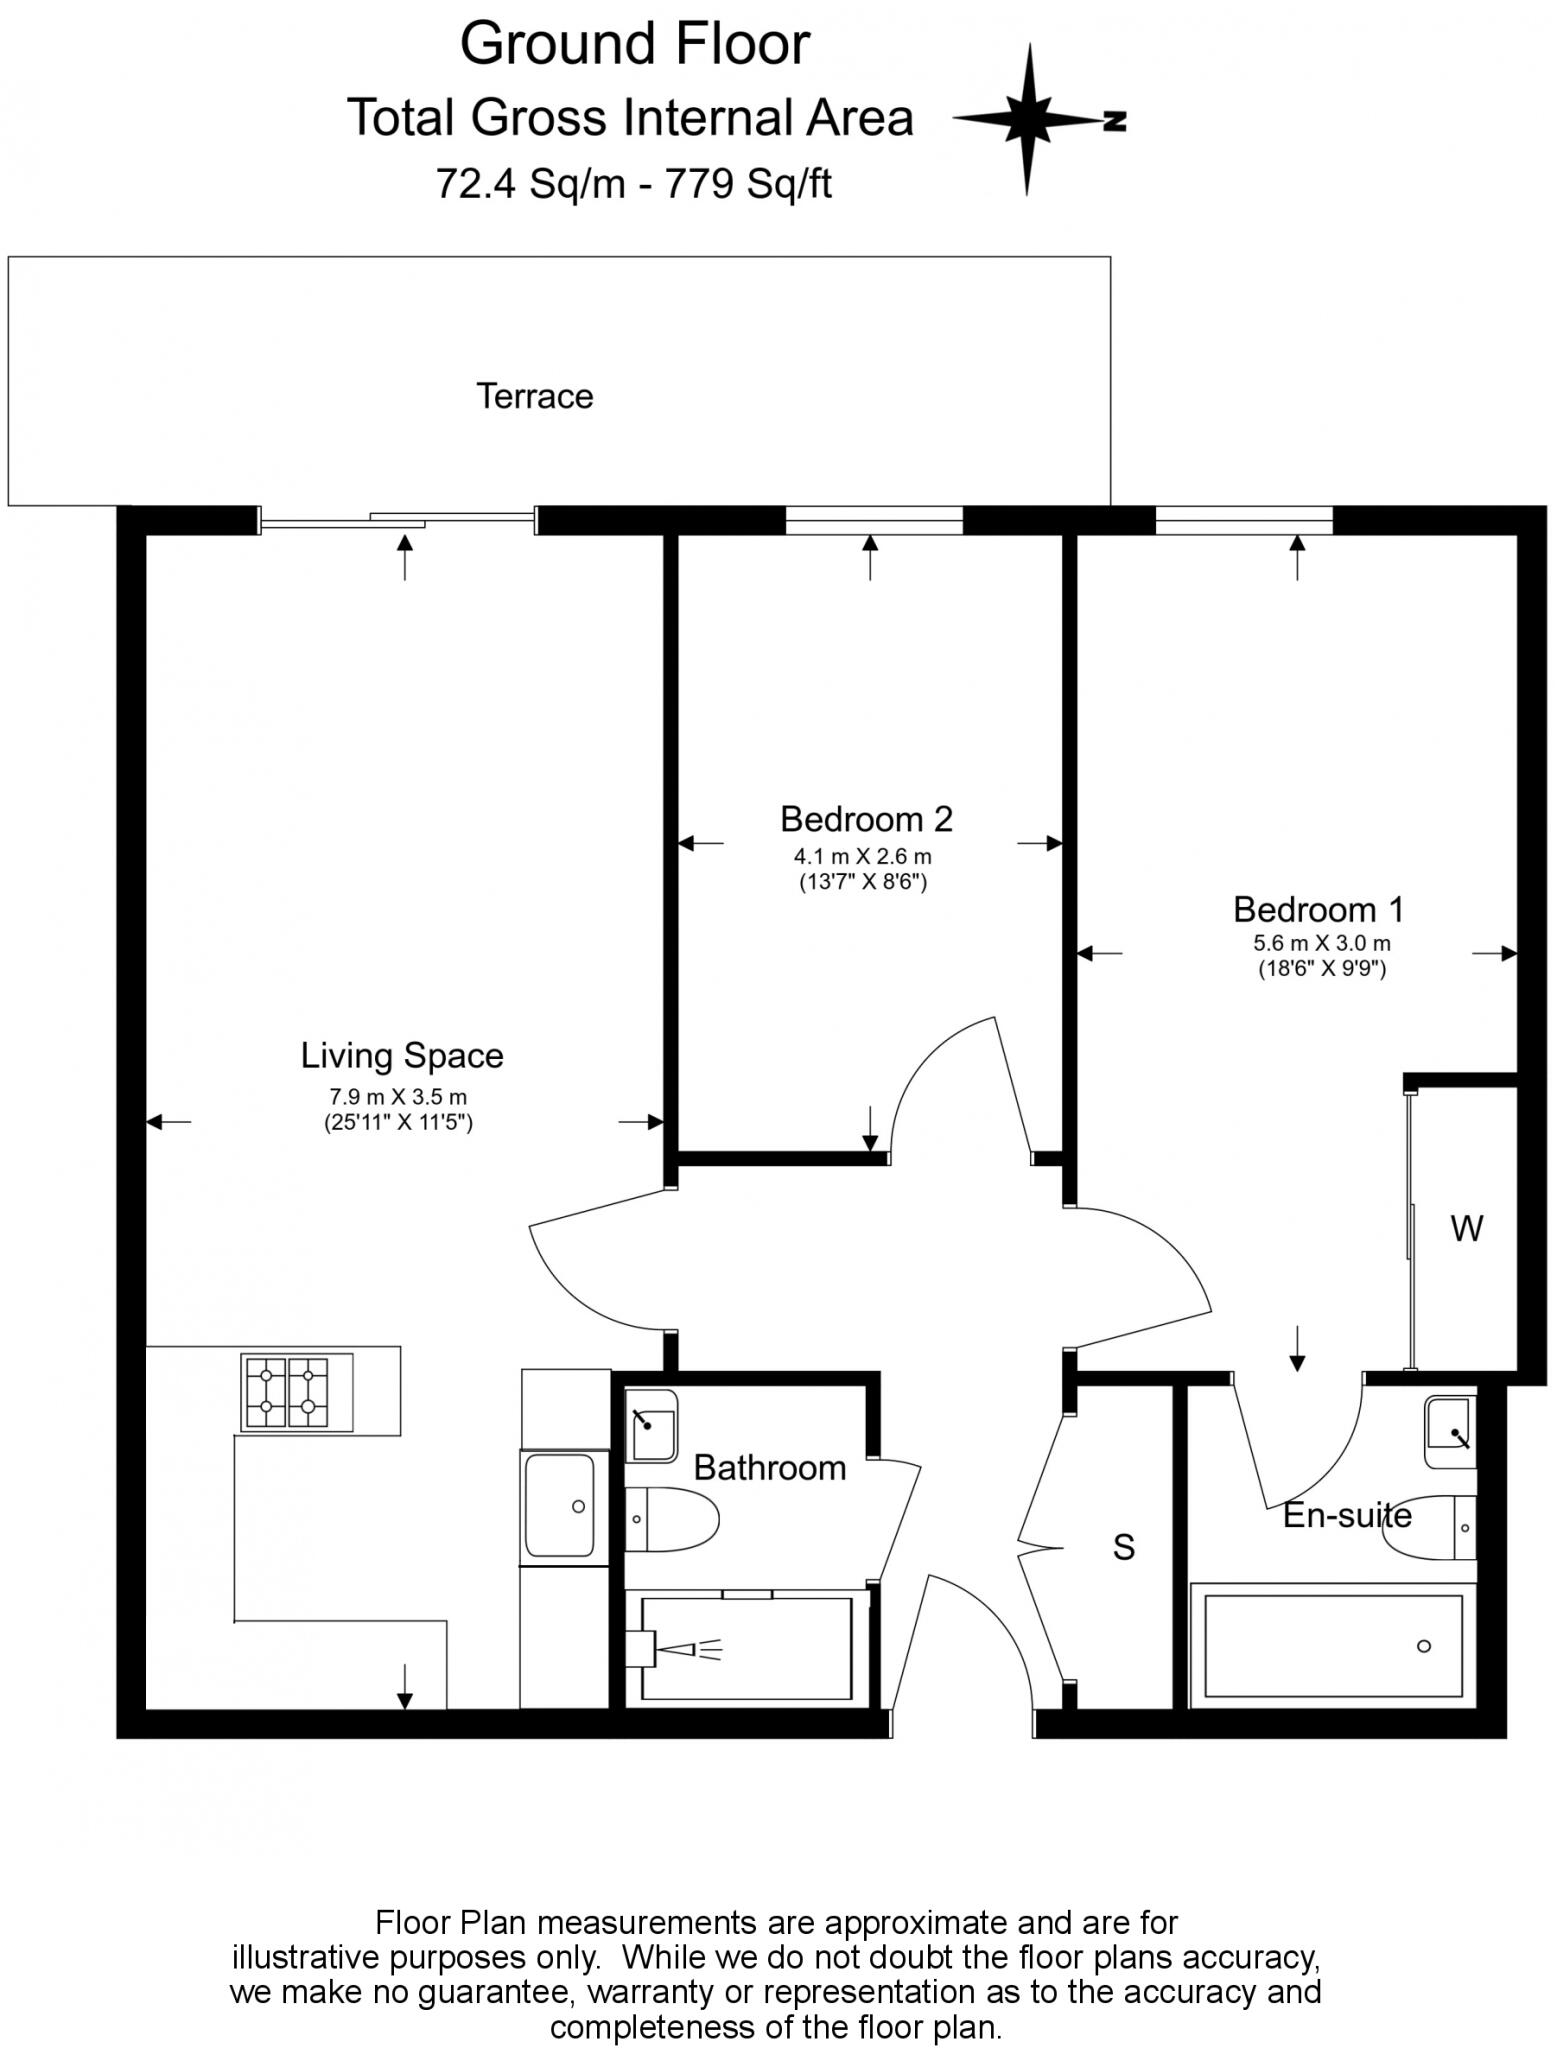 Ground Floor
Total Gross Internal Area
N
72.4 Sq/m - 779 Sq/ft
Terrace
Bedroom 2
4.1 m X 2.6 m
(13'7" X 8'6")
Bedroom 1
5.6 m X 3.0 m
(18'6" X 9'9")
Living Space
7.9 m X 3.5 m
(25'11" X 11'5")
W
Bathroom
En-suite
S
Floor Plan measurements are approximate and are for
illustrative purposes only.  While we do not doubt the floor plans accuracy,
we make no guarantee, warranty or representation as to the accuracy and
completeness of the floor plan.